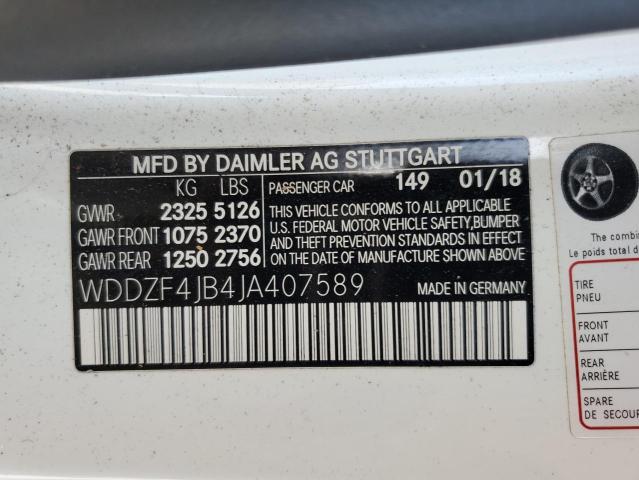 MFD BY DAIMLER AG STUTTGART
KG LBS
GVWR 2325 5126
GAWR FRONT 1075 2370
GAWR REAR 1250 2756
PASSENGER CAR 149 01/18
THIS VEHICLE CONFORMS TO ALL APPLICABLE
U.S. FEDERAL MOTOR VEHICLE SAFETY, BUMPER
AND THEFT PREVENTION STANDARDS IN EFFECT
ON THE DATE OF MANUFACTURE SHOWN ABOVE
WDDZF4JB4JA407589
MADE IN GERMANY
The combi
Le poids total d
TIRE
PNEU
FRONT
AVANT
REAR
ARRIÈRE
SPARE
DE SECOUR